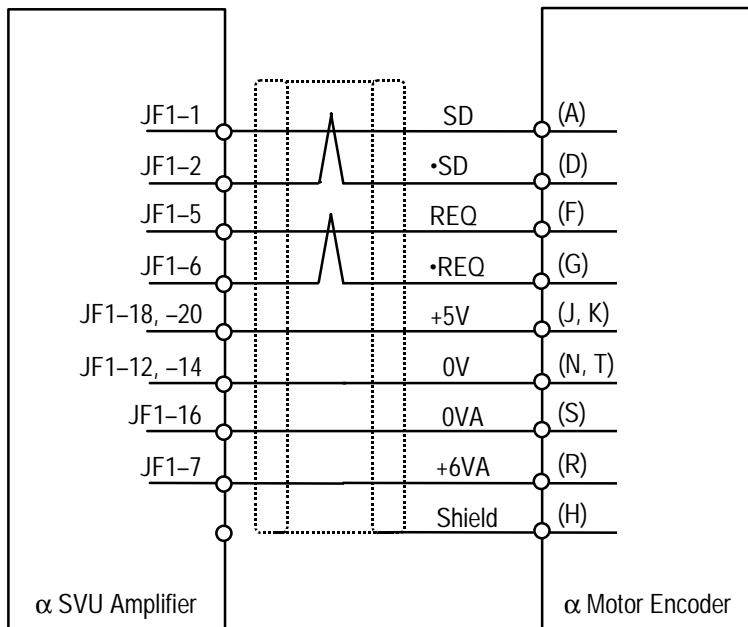 JF1–1 SD (A)
JF1–2 •SD (D)
JF1–5 REQ (F)
JF1–6 •REQ (G)
JF1–18, –20 +5V (J, K)
JF1–12, –14 0V (N, T)
JF1–16 0VA (S)
JF1–7 +6VA (R)
Shield (H)
α SVU Amplifier α Motor Encoder